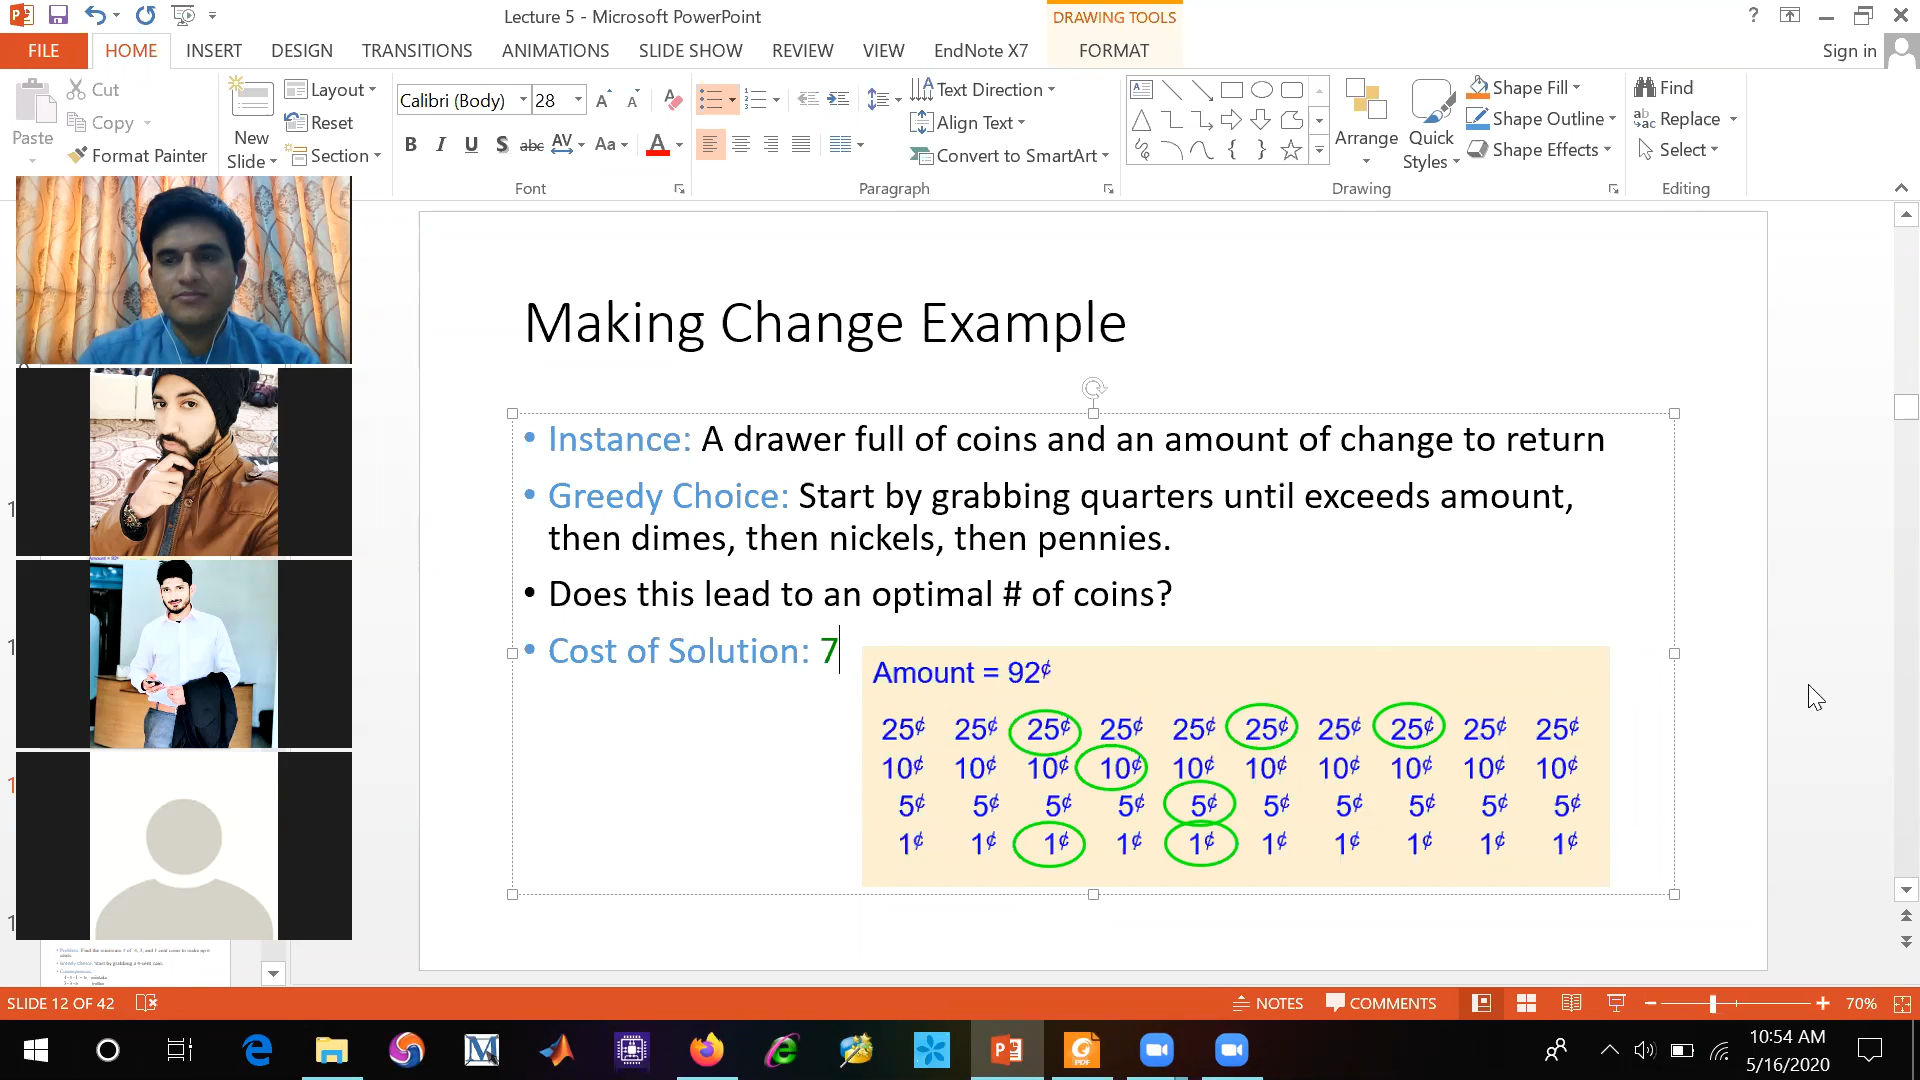 Lecture 5 - Microsoft PowerPoint
DRAWING TOOLS
?
FILE
HOME
INSERT
DESIGN
TRANSITIONS
ANIMATIONS
SLIDE SHOW
REVIEW
VIEW
EndNote X7
FORMAT
Sign in
Paste
Cut
Copy
Format Painter
New
Slide
Layout
Reset
Section
Calibri (Body)
28
B I U S abc AV Aa A
Font
Text Direction
Align Text
Convert to SmartArt
Paragraph
Arrange
Quick
Styles
Shape Fill
Shape Outline
Shape Effects
Drawing
Find
Replace
Select
Editing
Making Change Example
• Instance: A drawer full of coins and an amount of change to return
• Greedy Choice: Start by grabbing quarters until exceeds amount,
then dimes, then nickels, then pennies.
• Does this lead to an optimal # of coins?
• Cost of Solution: 7
Amount = 92¢
25¢ 25¢ 25¢ 25¢ 25¢ 25¢ 25¢ 25¢ 25¢ 25¢
10¢ 10¢ 10¢ 10¢ 10¢ 10¢ 10¢ 10¢ 10¢ 10¢
5¢ 5¢ 5¢ 5¢ 5¢ 5¢ 5¢ 5¢ 5¢ 5¢
1¢ 1¢ 1¢ 1¢ 1¢ 1¢ 1¢ 1¢ 1¢ 1¢
SLIDE 12 OF 42
NOTES
COMMENTS
70%
10:54 AM
5/16/2020